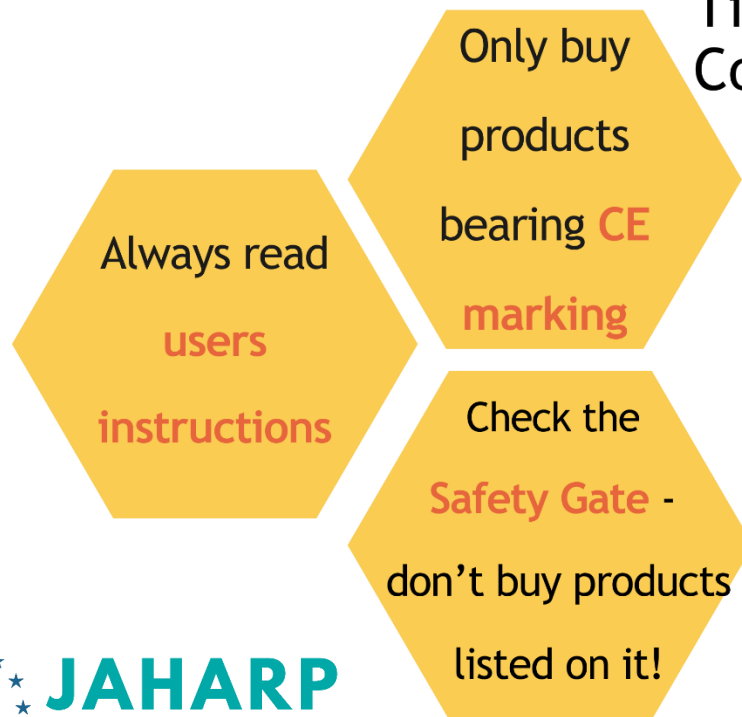 Only buy
products
bearing CE
marking
Always read
users
instructions
Check the
Safety Gate -
don’t buy products
listed on it!
JAHARP